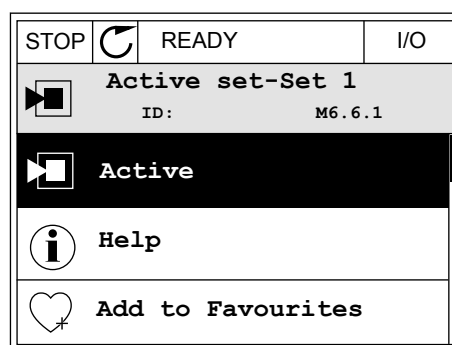 STOP READY I/O
Active set-Set 1
ID: M6.6.1
Active
Help
Add to Favourites